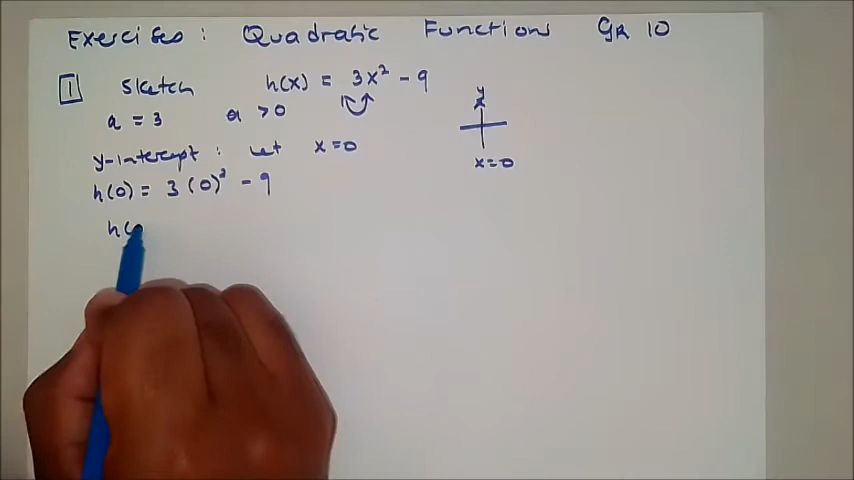 Exercises: Quadratic Functions GR 10
1 Sketch h(x) = 3x² - 9
a = 3 a > 0
y
y-intercept: Let x = 0
x = 0
h(0) = 3(0)² - 9
h(